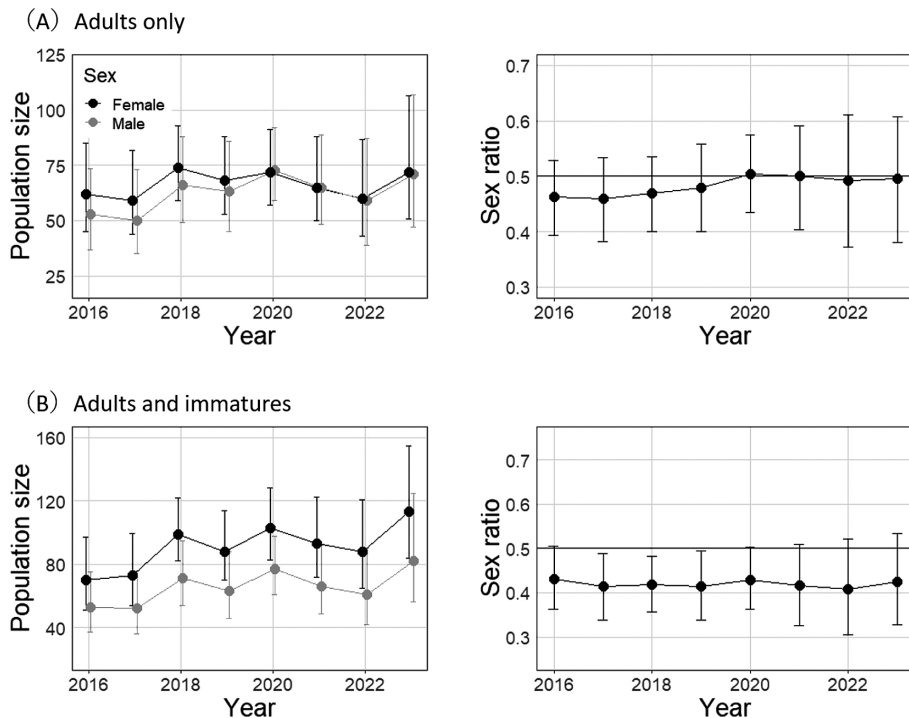 (A) Adults only
Population size
125
100
75
50
25
Sex
Female
Male
2016 2018 2020 2022
Year
Sex ratio
0.7
0.6
0.5
0.4
0.3
2016 2018 2020 2022
Year
(B) Adults and immatures
Population size
160
120
80
40
2016 2018 2020 2022
Year
Sex ratio
0.7
0.6
0.5
0.4
0.3
2016 2018 2020 2022
Year